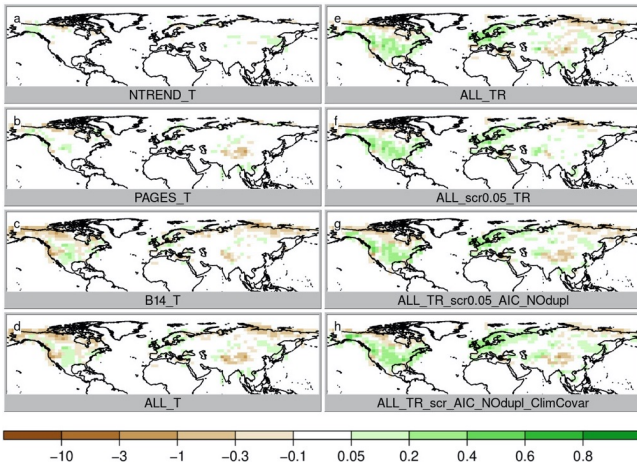 a
NTREND_T
b
PAGES_T
c
B14_T
d
ALL_T
e
ALL_TR
f
ALL_scr0.05_TR
g
ALL_TR_scr0.05_AIC_NOdupl
h
ALL_TR_scr_AIC_NOdupl_ClimCovar
−10 −3 −1 −0.3 −0.1 0.05 0.2 0.4 0.6 0.8